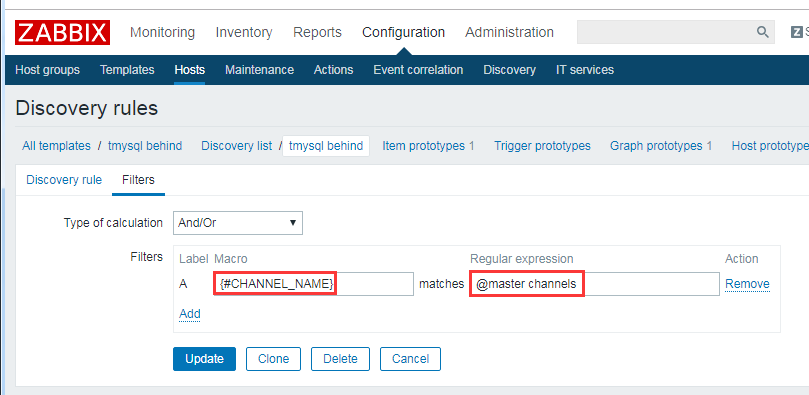 ZABBIX Monitoring Inventory Reports Configuration Administration Z S
Host groups Templates Hosts Maintenance Actions Event correlation Discovery IT services
Discovery rules
All templates / tmysql behind Discovery list / tmysql behind Item prototypes 1 Trigger prototypes Graph prototypes 1 Host prototype
Discovery rule Filters
Type of calculation And/Or
Filters Label Macro Regular expression Action
A {#CHANNEL_NAME} matches @master channels Remove
Add
Update Clone Delete Cancel